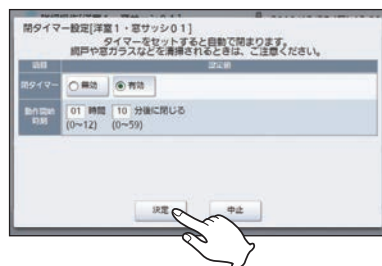 閉タイマー設定[洋室1・窓サッシ01]
タイマーをセットすると自動で閉まります。
網戸や窓ガラスなどを清掃されるときは、ご注意ください。
項目 設定値
閉タイマー 無効 有効
動作開始時刻 01 時間 10 分後に閉じる
(0~12) (0~59)
決定 中止